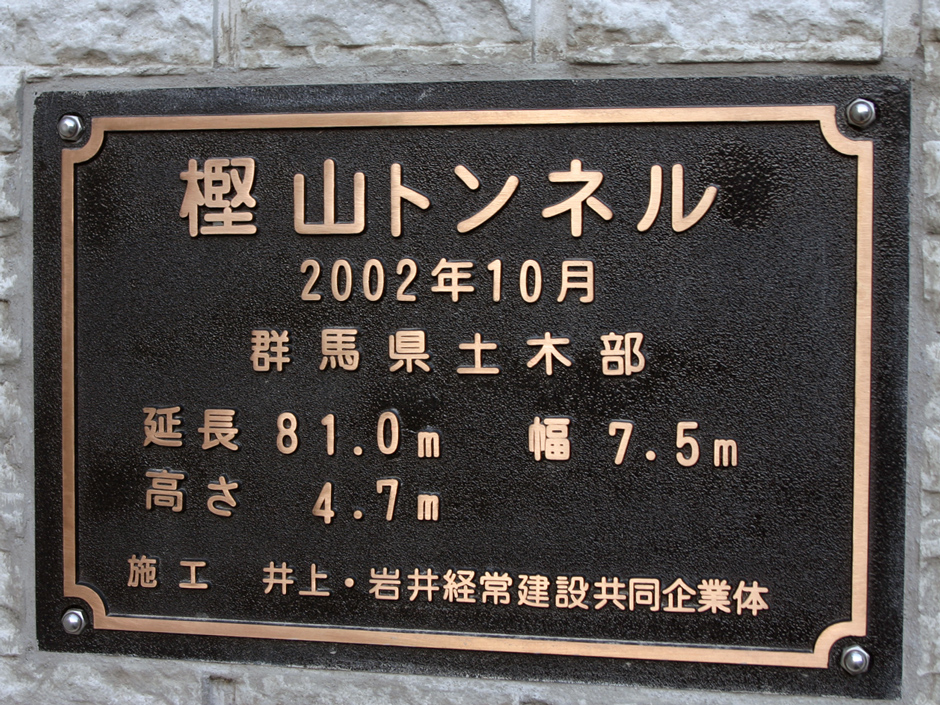 樫山トンネル
2002年10月
群馬県土木部
延長 81.0m 幅 7.5m
高さ 4.7m
施工 井上・岩井経常建設共同企業体